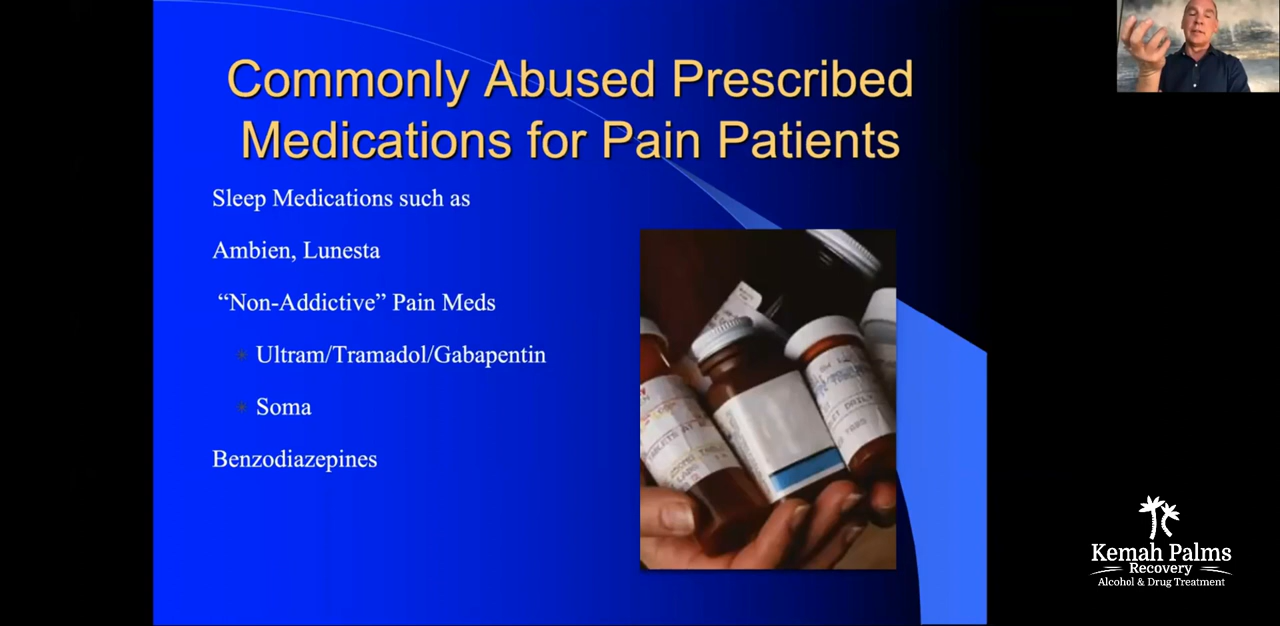 Commonly Abused Prescribed
Medications for Pain Patients
Sleep Medications such as
Ambien, Lunesta
“Non-Addictive” Pain Meds
Ultram/Tramadol/Gabapentin
Soma
Benzodiazepines
Kemah Palms
Recovery
Alcohol & Drug Treatment